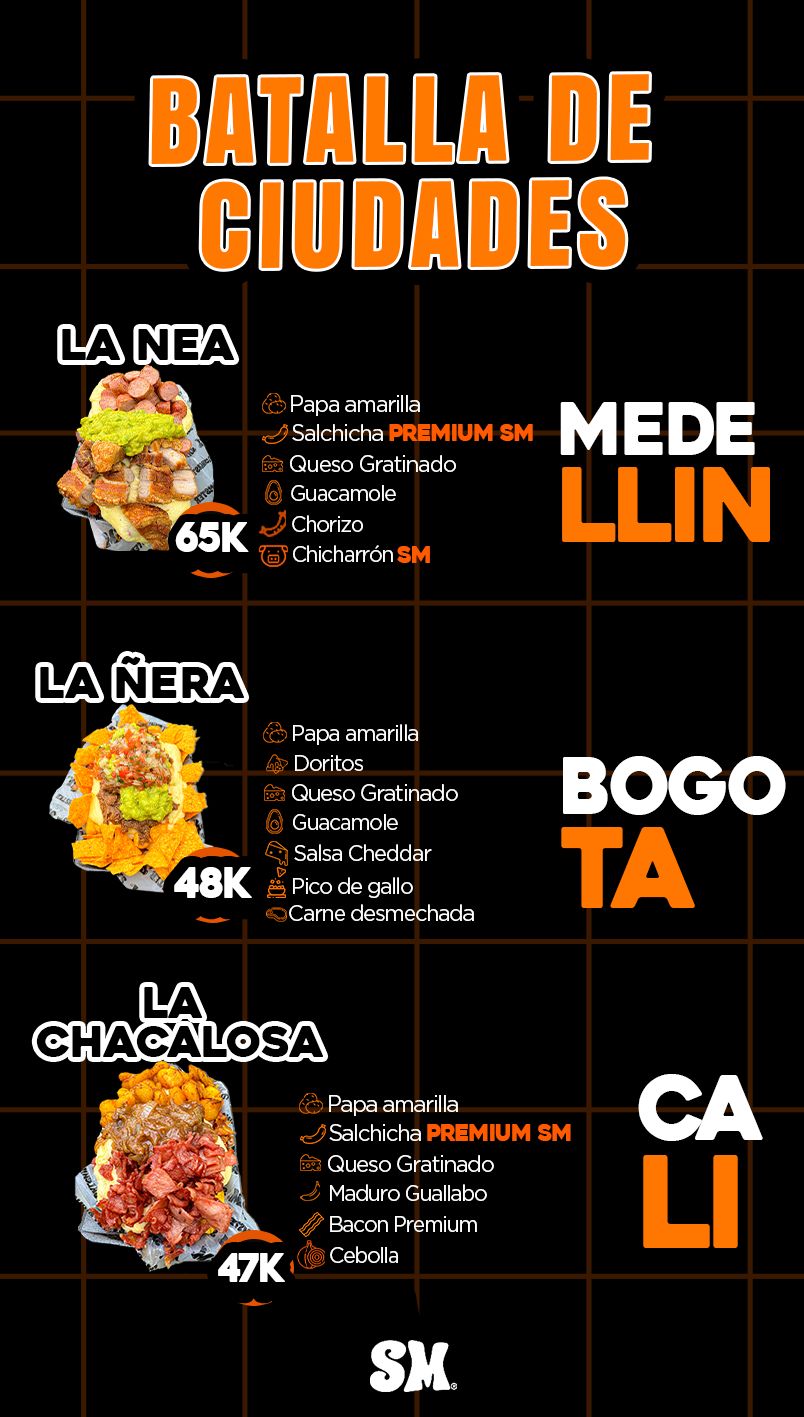 BATALLA DE
CIUDADES
LA NEA
Papa amarilla
Salchicha PREMIUM SM
Queso Gratinado
Guacamole
Chorizo
Chicharrón SM
65K
MEDE
LLIN
LA ÑERA
Papa amarilla
Doritos
Queso Gratinado
Guacamole
Salsa Cheddar
Pico de gallo
Carne desmechada
48K
BOGO
TA
LA
CHACALOSA
Papa amarilla
Salchicha PREMIUM SM
Queso Gratinado
Maduro Guallabo
Bacon Premium
Cebolla
47K
CA
LI
SM®